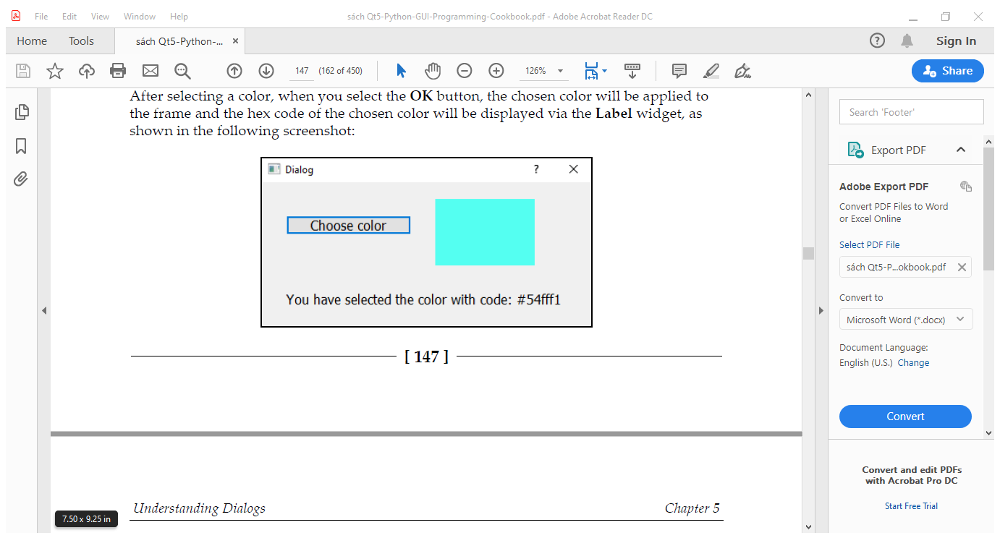 File Edit View Window Help
sách Qt5-Python-GUI-Programming-Cookbook.pdf - Adobe Acrobat Reader DC
Home Tools sách Qt5-Python-... × ? Sign In
147 (162 of 450) 126% Share
After selecting a color, when you select the OK button, the chosen color will be applied to
the frame and the hex code of the chosen color will be displayed via the Label widget, as
shown in the following screenshot:
Dialog ?
Choose color
You have selected the color with code: #54fff1
[ 147 ]
Understanding Dialogs Chapter 5
7.50 x 9.25 in
Search 'Footer'
Export PDF
Adobe Export PDF
Convert PDF Files to Word
or Excel Online
Select PDF File
sách Qt5-P...okbook.pdf
Convert to
Microsoft Word (*.docx)
Document Language:
English (U.S.) Change
Convert
Convert and edit PDFs
with Acrobat Pro DC
Start Free Trial